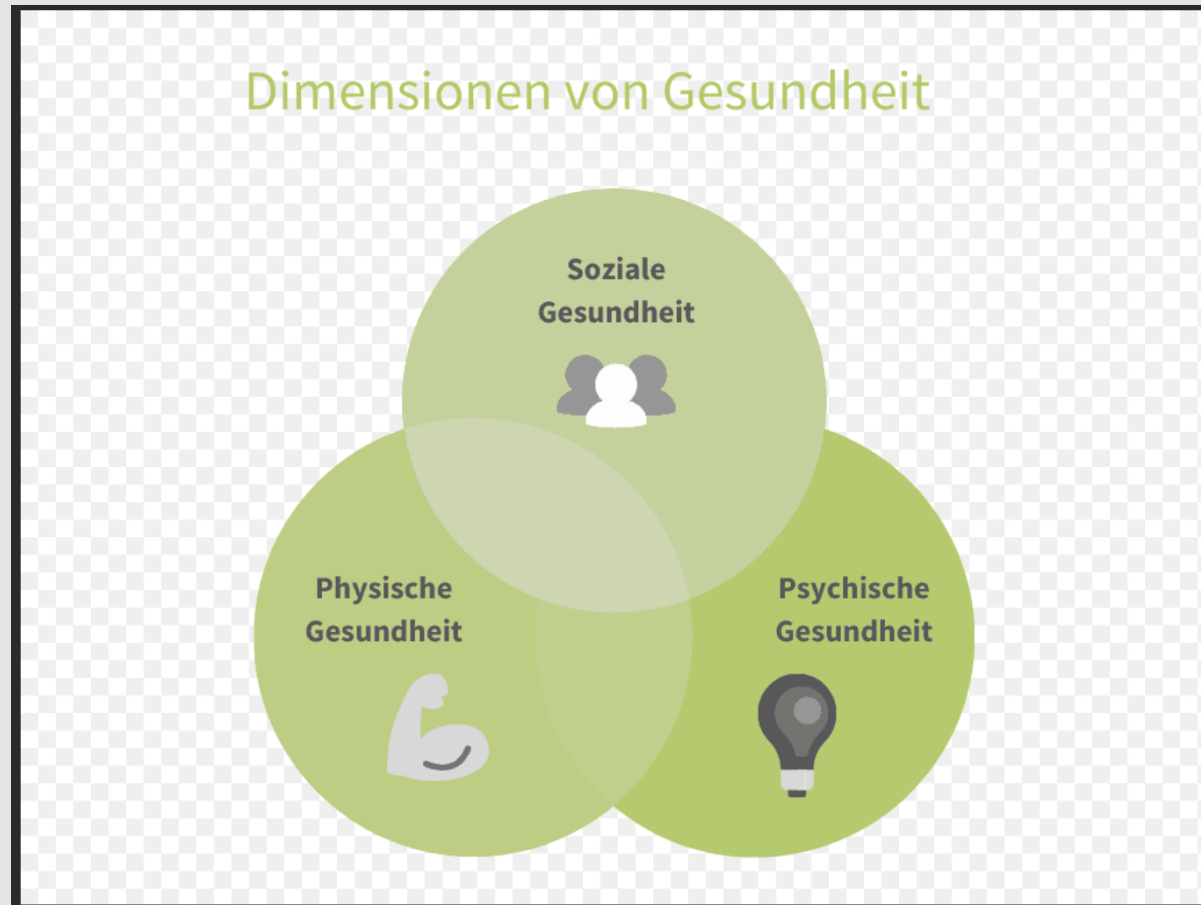 Dimensionen von Gesundheit
Soziale
Gesundheit
Physische
Gesundheit
Psychische
Gesundheit